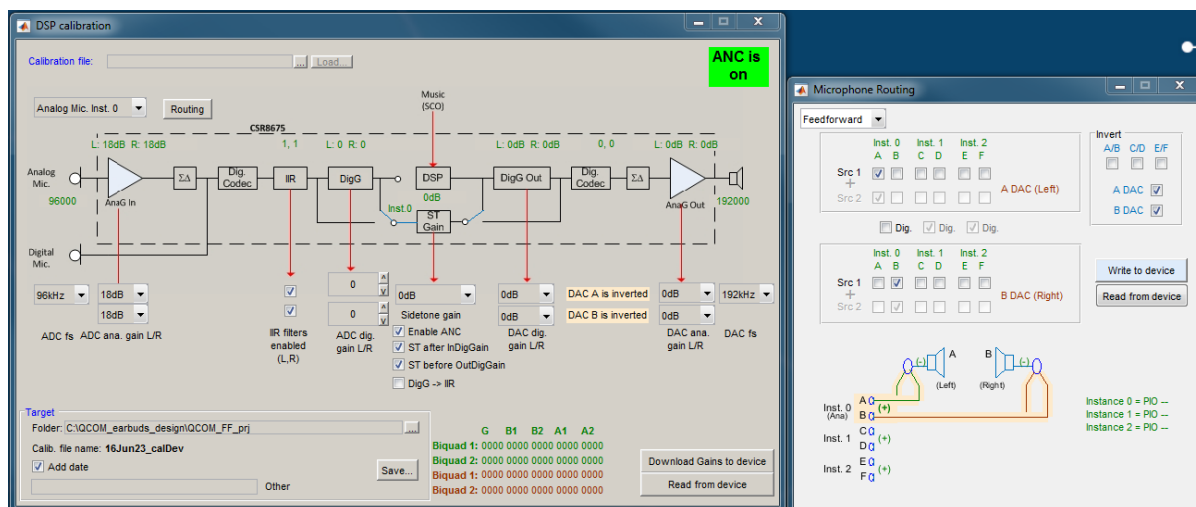 DSP calibration
Calibration file:
... Load...
ANC is on
Analog Mic. Inst. 0
Routing
Music
(SCO)
CSR8675
L: 18dB R: 18dB
1, 1
L: 0 R: 0
L: 0dB R: 0dB
0, 0
L: 0dB R: 0dB
Analog
Mic.
96000
AnaG In
ΣΔ
Dig.
Codec
IIR
DigG
DSP
0dB
Inst.0
ST
Gain
DigG Out
Dig.
Codec
ΣΔ
AnaG Out
192000
Digital
Mic.
96kHz
18dB
18dB
ADC fs
ADC ana. gain L/R
IIR filters
enabled
(L,R)
0
0
ADC dig.
gain L/R
0dB
Sidetone gain
Enable ANC
ST after InDigGain
ST before OutDigGain
DigG -> IIR
0dB
0dB
DAC dig.
gain L/R
DAC A is inverted
DAC B is inverted
0dB
0dB
DAC ana.
gain L/R
192kHz
DAC fs
Target
Folder: C:\QCOM_earbuds_design\QCOM_FF_prj
...
Calib. file name: 16Jun23_calDev
Add date
Other
Save...
G B1 B2 A1 A2
Biquad 1: 0000 0000 0000 0000 0000
Biquad 2: 0000 0000 0000 0000 0000
Biquad 1: 0000 0000 0000 0000 0000
Biquad 2: 0000 0000 0000 0000 0000
Download Gains to device
Read from device
Microphone Routing
Feedforward
Inst. 0 Inst. 1 Inst. 2
A B C D E F
Src 1
+
Src 2
A DAC (Left)
Dig. Dig. Dig.
Inst. 0 Inst. 1 Inst. 2
A B C D E F
Src 1
+
Src 2
B DAC (Right)
Invert
A/B C/D E/F
A DAC
B DAC
Write to device
Read from device
(-) A
(Left)
B (-)
(Right)
Inst. 0
(Ana)
A
B
(+)
Inst. 1
C
D
(+)
Inst. 2
E
F
(+)
Instance 0 = PIO --
Instance 1 = PIO --
Instance 2 = PIO --